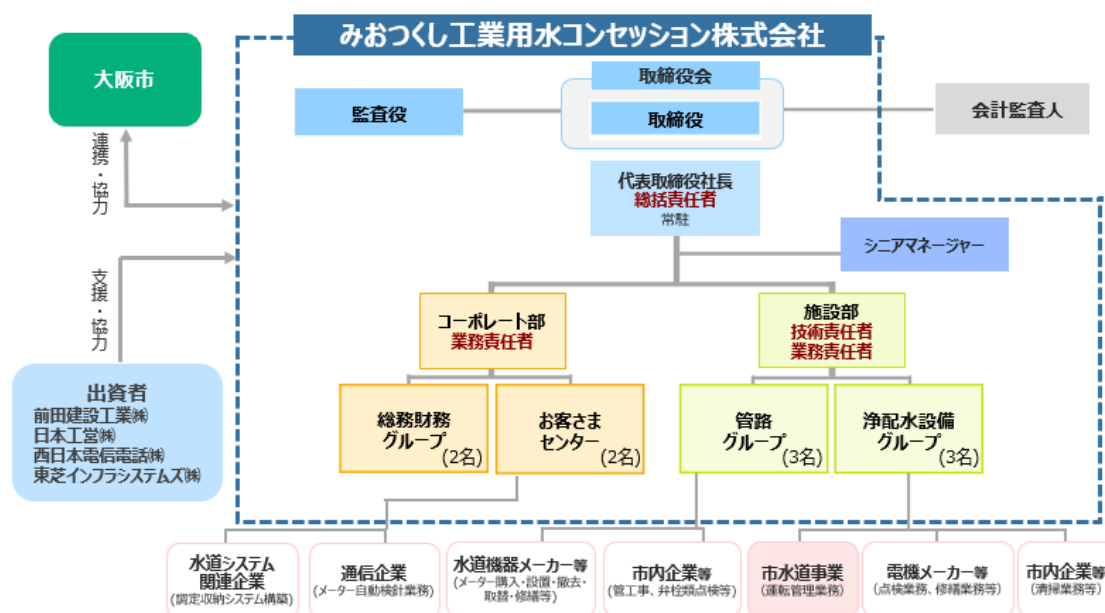 みおつくし工業用水コンセッション株式会社
大阪市
連携・協力
取締役会
取締役
監査役
会計監査人
代表取締役社長
総括責任者
常駐
シニアマネージャー
支援・協力
出資者
前田建設工業㈱
日本工営㈱
西日本電信電話㈱
東芝インフラシステムズ㈱
コーポレート部
業務責任者
施設部
技術責任者
業務責任者
総務財務
グループ
(2名)
お客さま
センター
(2名)
管路
グループ
(3名)
浄配水設備
グループ
(3名)
水道システム
関連企業
(調定収納システム構築)
通信企業
(メーター自動検針業務)
水道機器メーカー等
(メーター購入・設置・撤去・
取替・修繕等)
市内企業等
(管工事、弁栓類点検等)
市水道事業
(運転管理業務)
電機メーカー等
(点検業務、修繕業務等)
市内企業等
(清掃業務等)